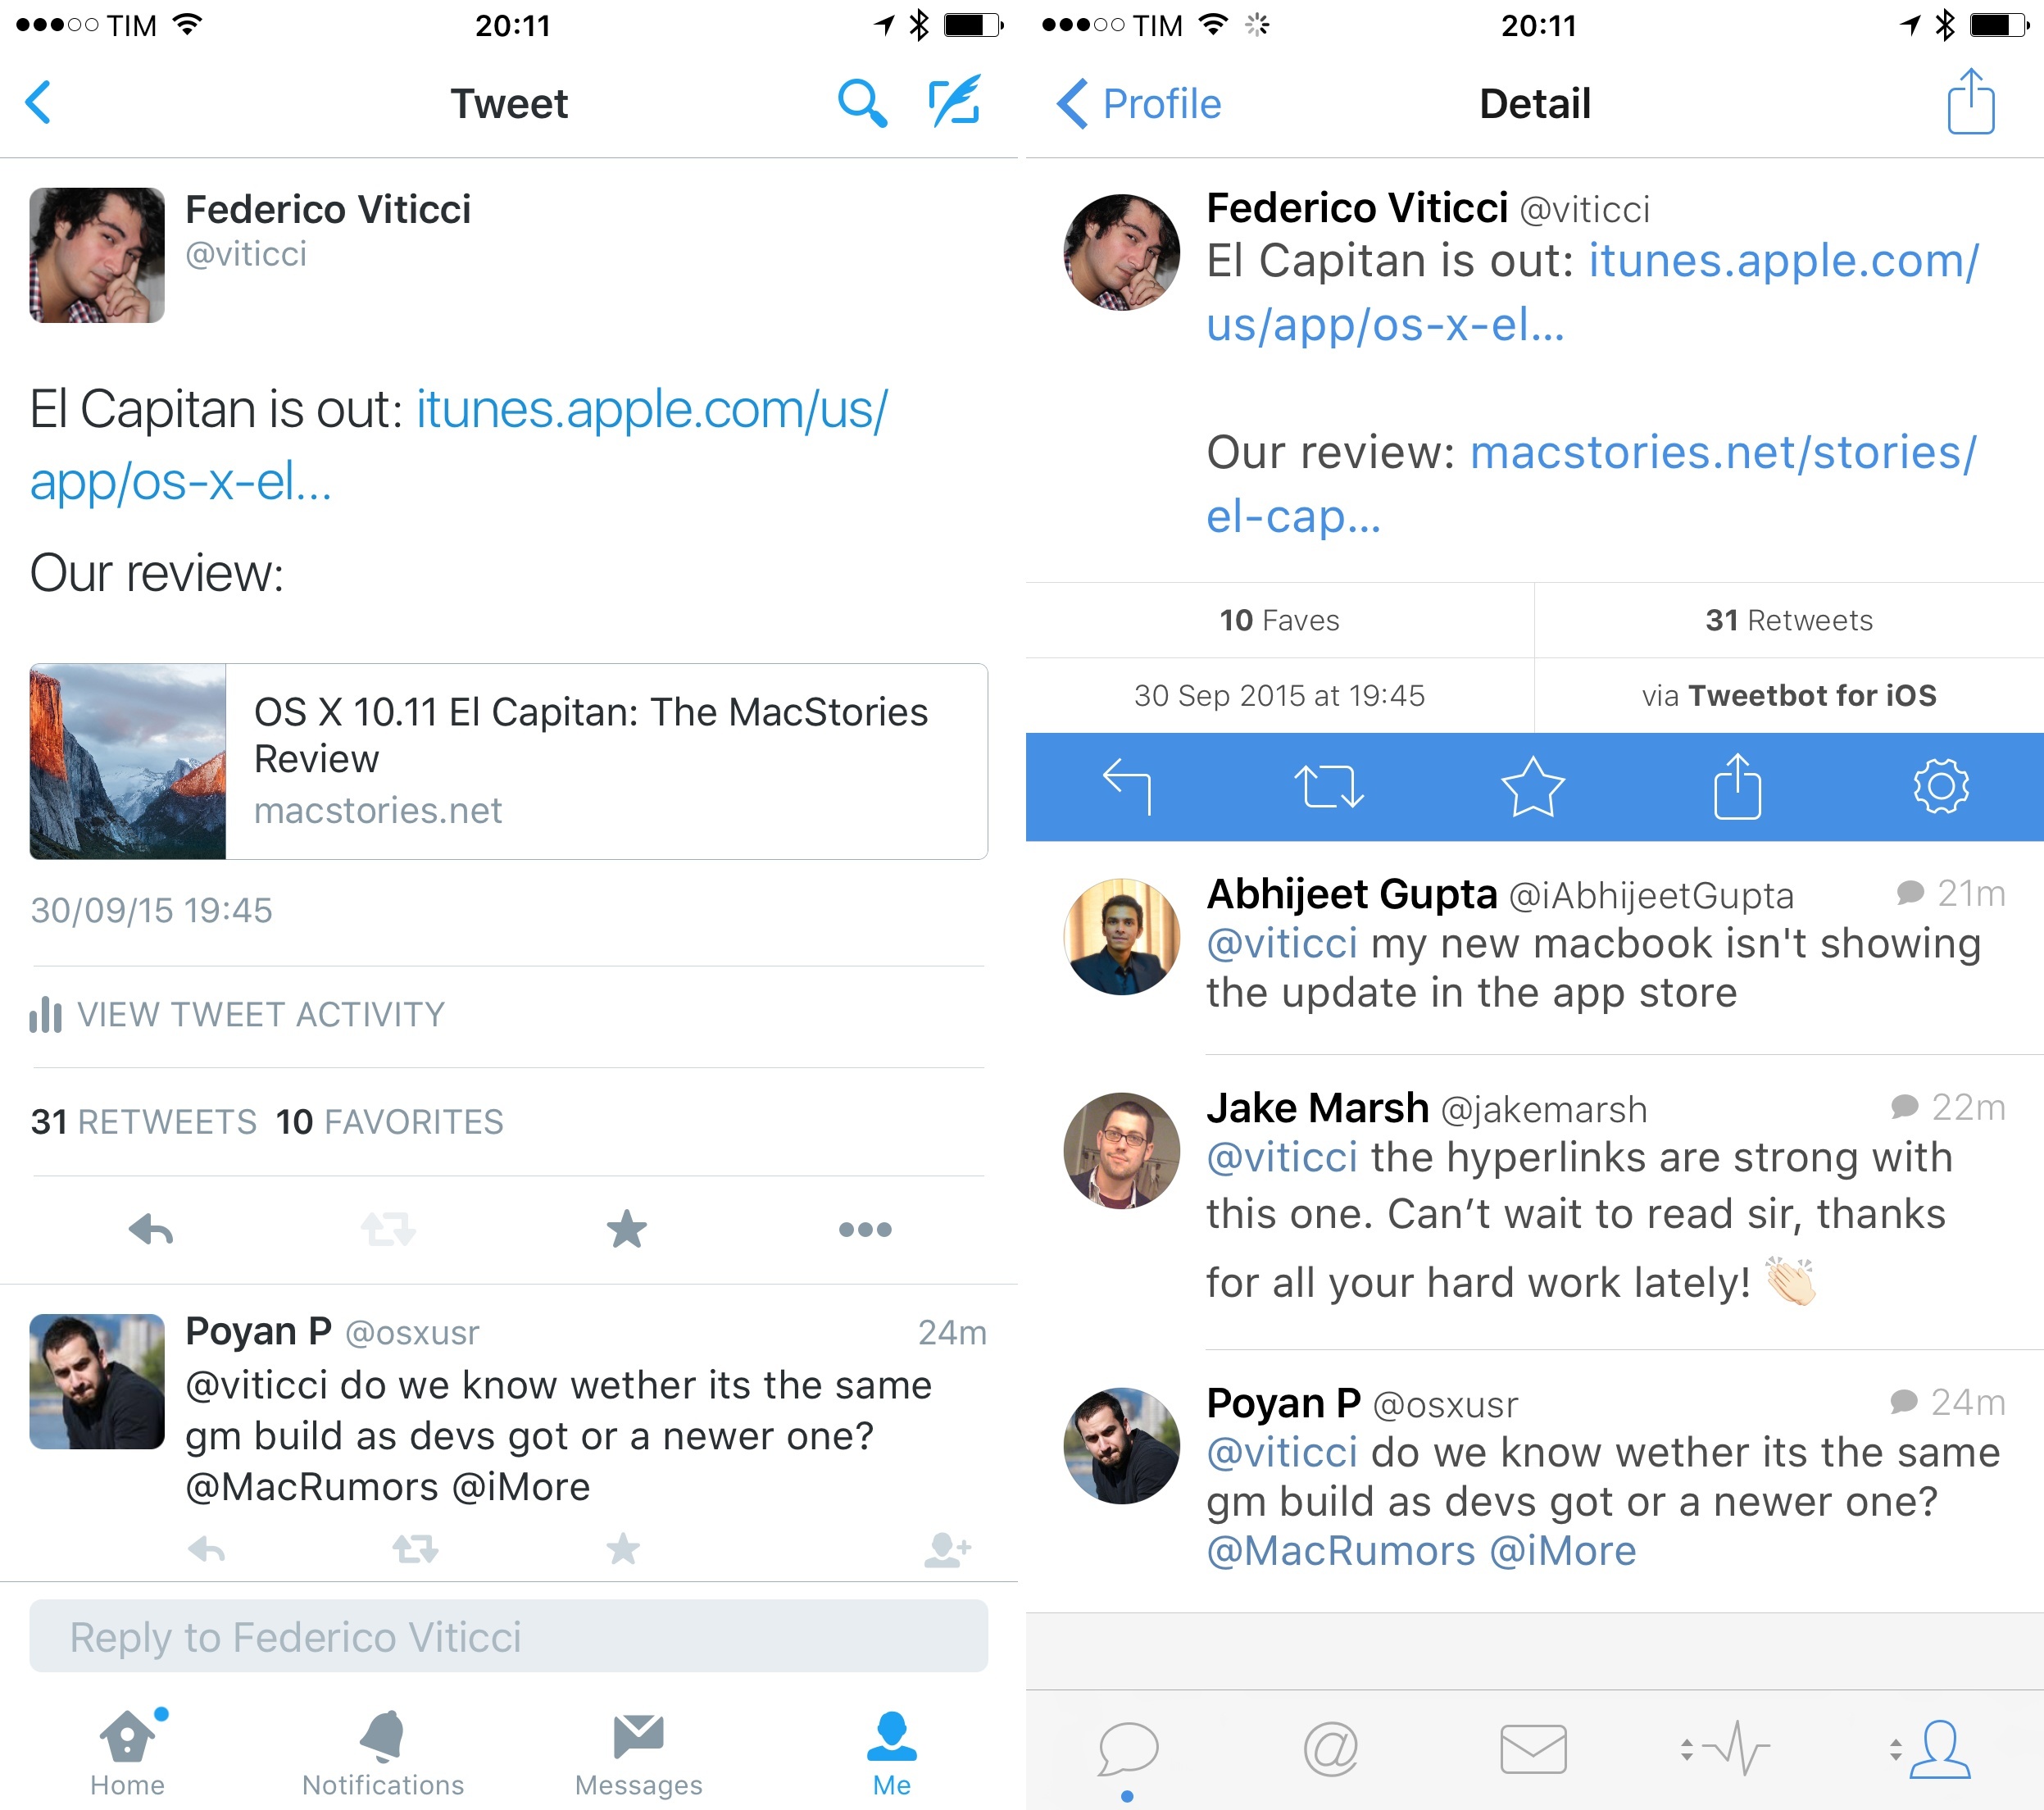 TIM
20:11
Tweet
Federico Viticci
@viticci
El Capitan is out: itunes.apple.com/us/
app/os-x-el...
Our review:
OS X 10.11 El Capitan: The MacStories
Review
macstories.net
30/09/15 19:45
VIEW TWEET ACTIVITY
31 RETWEETS 10 FAVORITES
Poyan P @osxusr 24m
@viticci do we know wether its the same
gm build as devs got or a newer one?
@MacRumors @iMore
Reply to Federico Viticci
Home Notifications Messages Me
TIM
20:11
Profile Detail
Federico Viticci @viticci
El Capitan is out: itunes.apple.com/
us/app/os-x-el...
Our review: macstories.net/stories/
el-cap...
10 Faves 31 Retweets
30 Sep 2015 at 19:45 via Tweetbot for iOS
Abhijeet Gupta @iAbhijeetGupta 21m
@viticci my new macbook isn't showing
the update in the app store
Jake Marsh @jakemarsh 22m
@viticci the hyperlinks are strong with
this one. Can’t wait to read sir, thanks
for all your hard work lately! 👏🏻
Poyan P @osxusr 24m
@viticci do we know wether its the same
gm build as devs got or a newer one?
@MacRumors @iMore